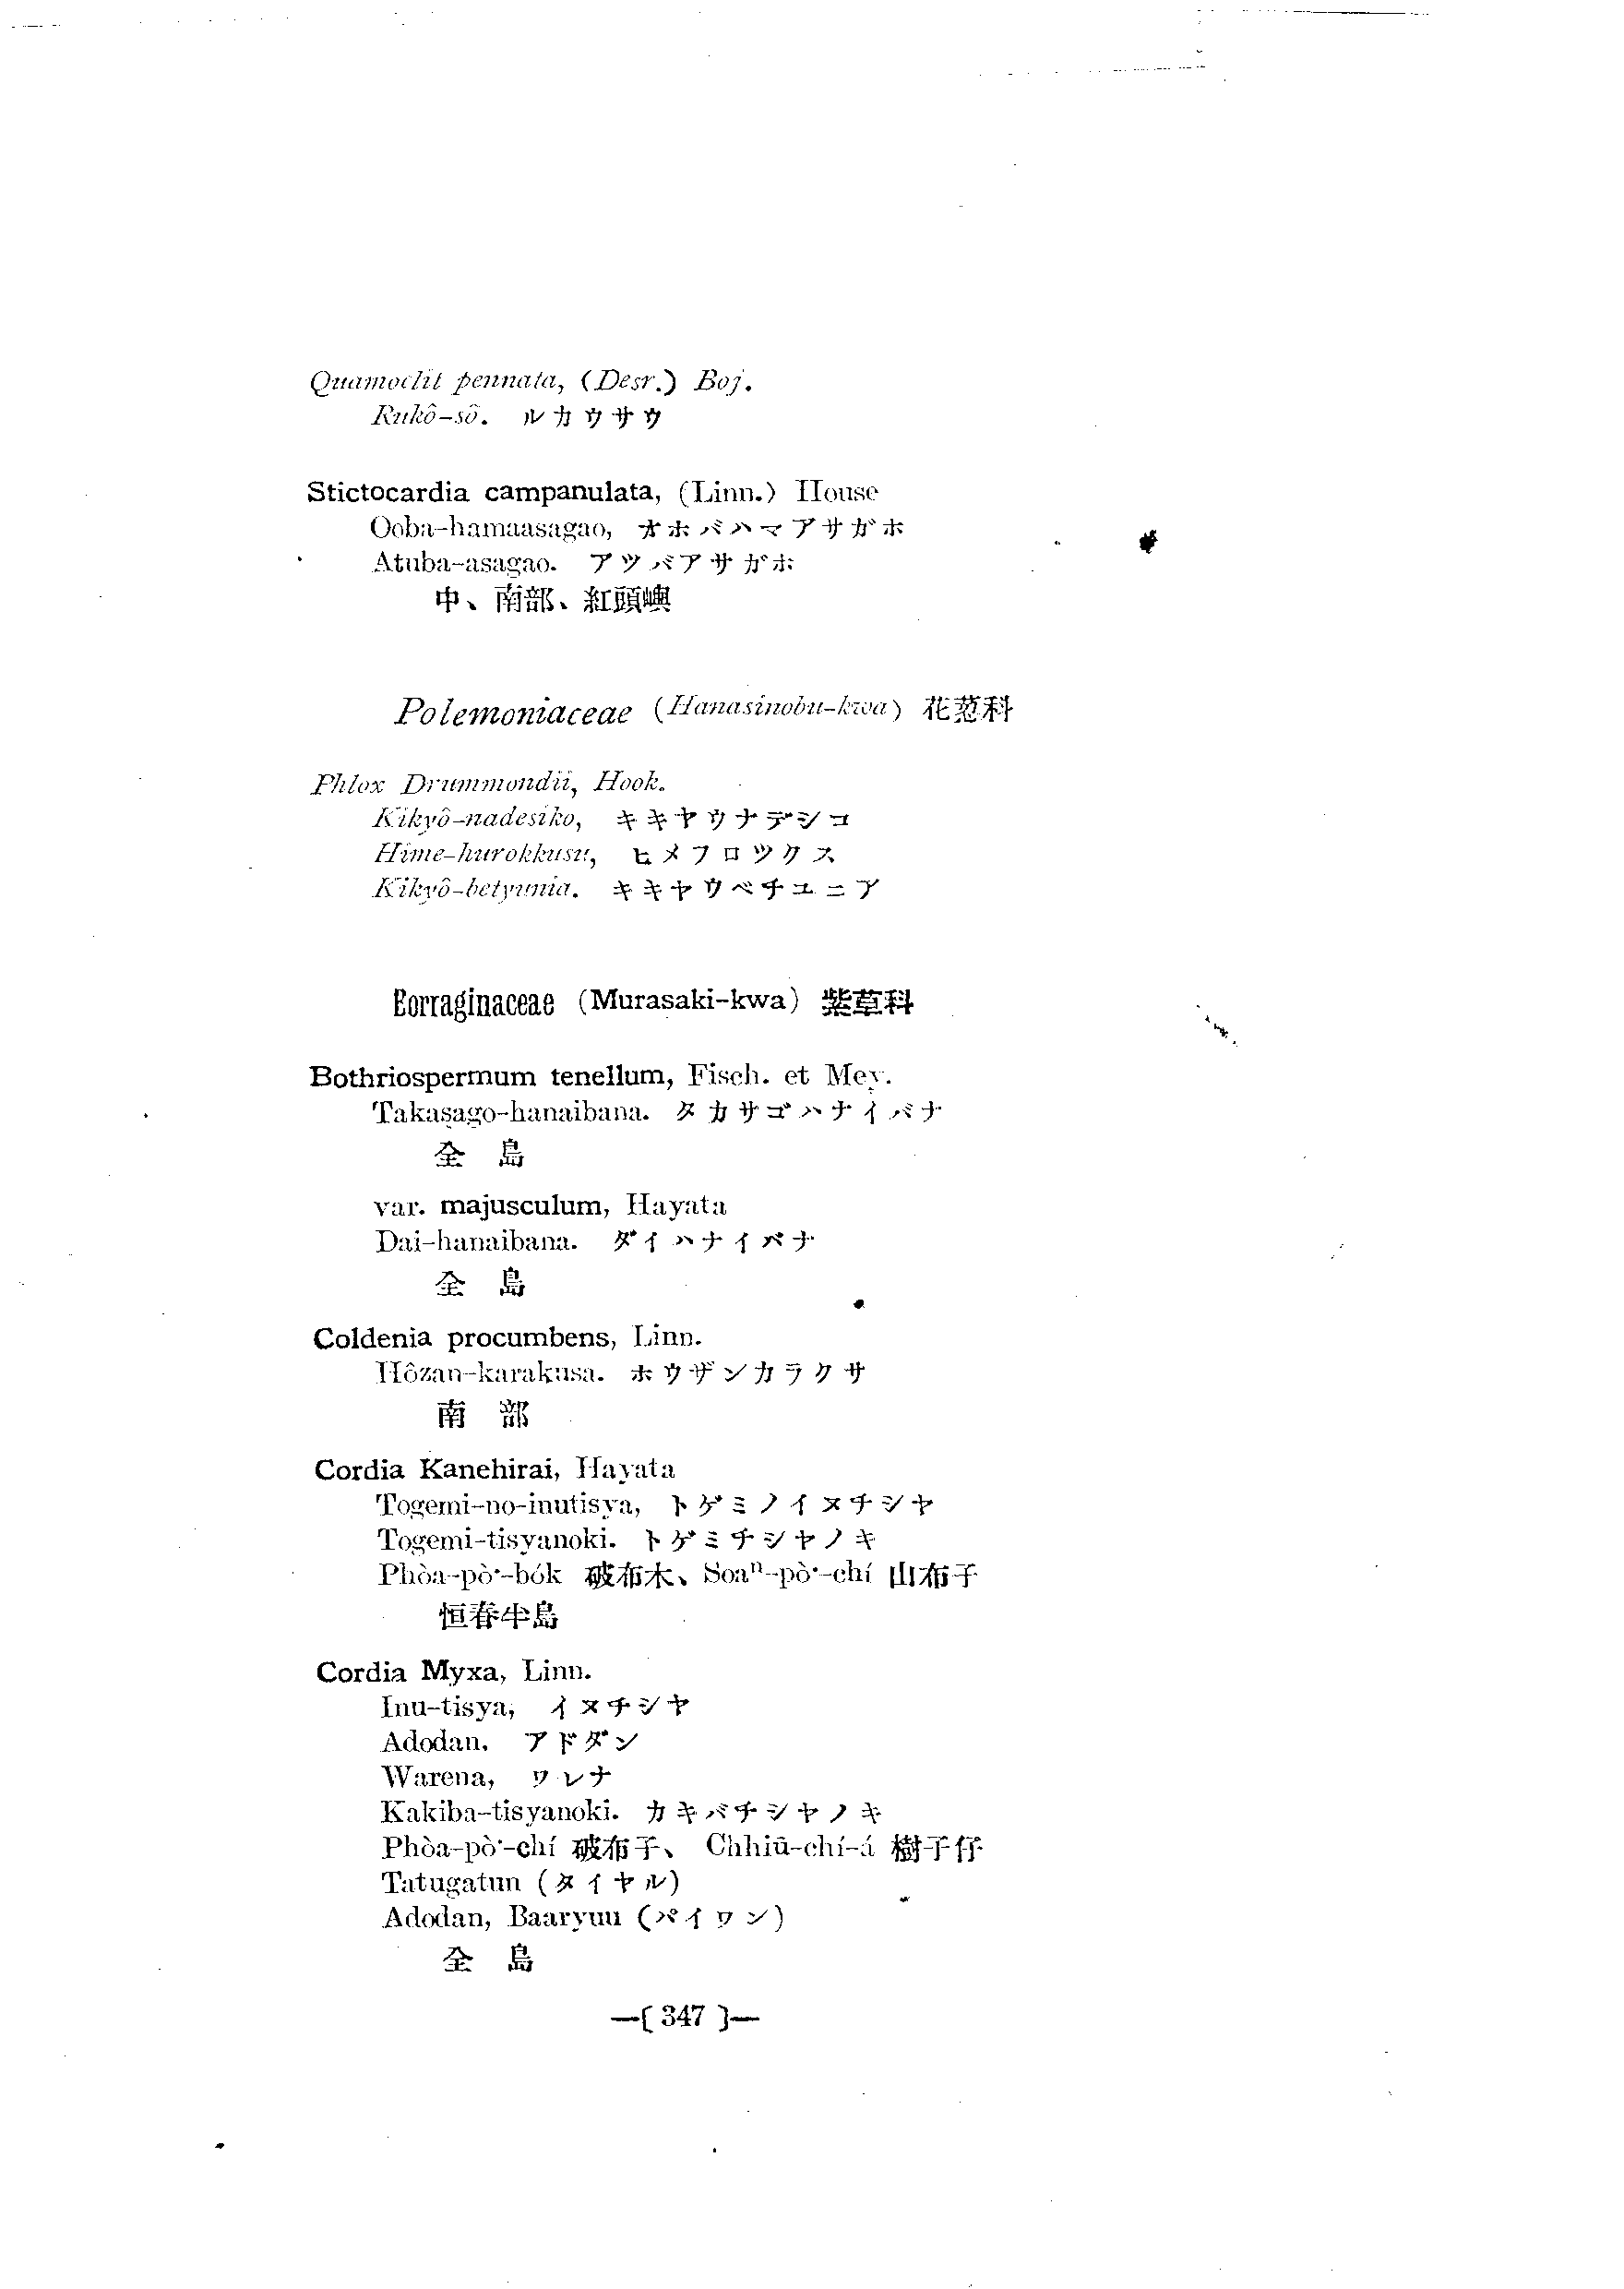 Quamoclit pennata, (Desr.) Boj.
Rukô-sô. ルカウサウ
Stictocardia campanulata, (Linn.) House
Ooba-hamaasagao, オホバハマアサガホ
Atuba-asagao. アツバアサガホ
中、南部、紅頭嶼
Polemoniaceae (Hanasinobu-kwa) 花荵科
Phlox Drummondii, Hook.
Kikyô-nadesiko, キキヤウナデシコ
Hime-hurokkusu, ヒメフロツクス
Kikyô-betyunia. キキヤウペチユニア
Borraginaceae (Murasaki-kwa) 紫草科
Bothriospermum tenellum, Fisch. et Mey.
Takasago-hanaibana. タカサゴハナイバナ
全島
var. majusculum, Hayata
Dai-hanaibana. ダイハナイバナ
全島
Coldenia procumbens, Linn.
Hôzan-karakusa. ホウザンカラクサ
南部
Cordia Kanehirai, Hayata
Togemi-no-inutisya, トゲミノイヌチシヤ
Togemi-tisyanoki. トゲミチシヤノキ
Phòa-pò·-bók 破布木、Soaⁿ-pò·-chí 山布子
恒春半島
Cordia Myxa, Linn.
Inu-tisya, イヌチシヤ
Adodan, アドダン
Warena, ワレナ
Kakiba-tisyanoki. カキバチシヤノキ
Phòa-pò·-chí 破布子、 Chhiū-chí-á 樹子仔
Tatugatun (タイヤル)
Adodan, Baaryuu (パイワン)
全島
—[ 347 ]—